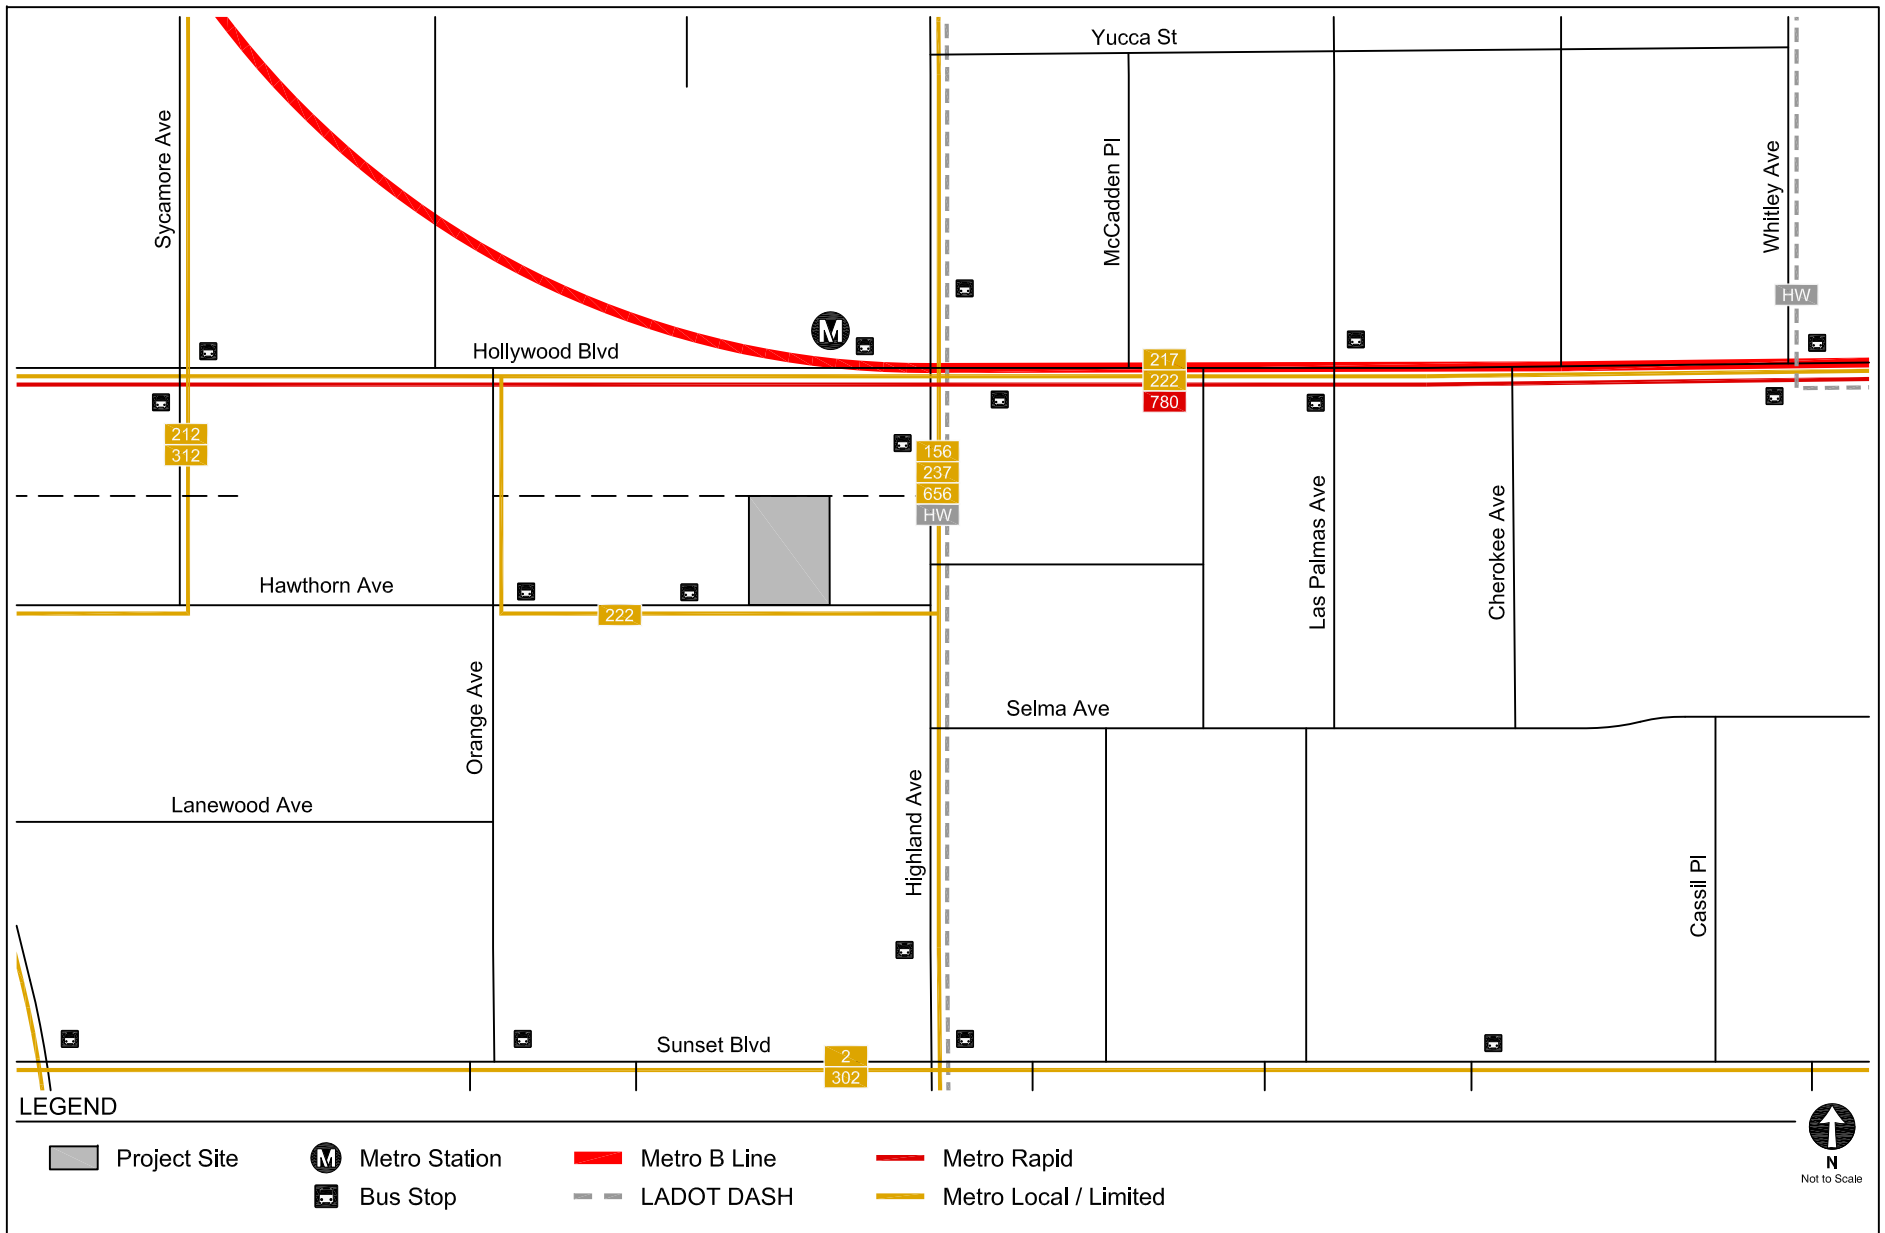 Yucca St
Sycamore Ave
McCadden Pl
Whitley Ave
HW
M
Hollywood Blvd
217
222
780
212
312
156
237
656
HW
Las Palmas Ave
Cherokee Ave
Hawthorn Ave
222
Orange Ave
Selma Ave
Lanewood Ave
Highland Ave
Cassil Pl
Sunset Blvd
2
302
LEGEND
Project Site
M Metro Station
Metro B Line
Metro Rapid
Bus Stop
LADOT DASH
Metro Local / Limited
N
Not to Scale